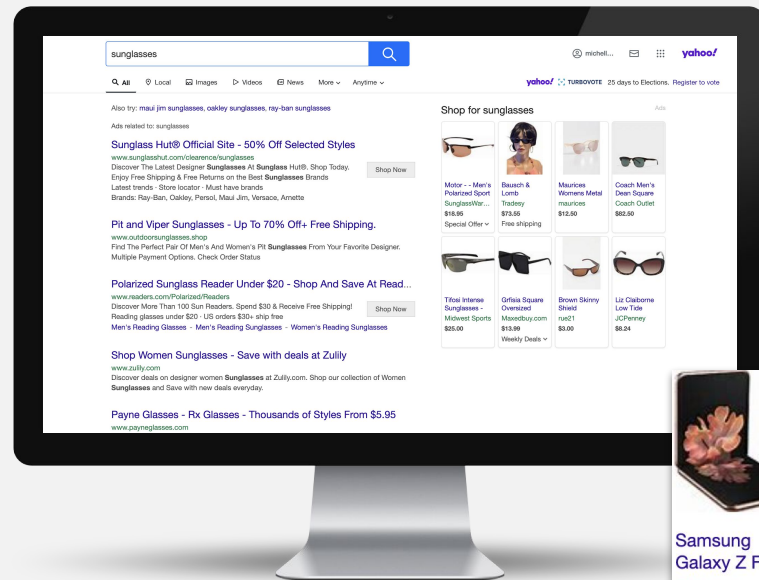 sunglasses
michell...
yahoo!
All
Local
Images
Videos
News
More
Anytime
yahoo! TURBOVOTE 25 days to Elections. Register to vote
Also try: maui jim sunglasses, oakley sunglasses, ray-ban sunglasses
Ads related to: sunglasses
Sunglass Hut® Official Site - 50% Off Selected Styles
www.sunglasshut.com/clearence/sunglasses
Discover The Latest Designer Sunglasses At Sunglass Hut®. Shop Today.
Enjoy Free Shipping & Free Returns on the Best Sunglasses Brands
Latest trends · Store locator · Must have brands
Brands: Ray-Ban, Oakley, Persol, Maui Jim, Versace, Arnette
Shop Now
Pit and Viper Sunglasses - Up To 70% Off+ Free Shipping.
www.outdoorsunglasses.shop
Find The Perfect Pair Of Men's And Women's Pit Sunglasses From Your Favorite Designer.
Multiple Payment Options. Check Order Status
Polarized Sunglass Reader Under $20 - Shop And Save At Read...
www.readers.com/Polarized/Readers
Discover More Than 100 Sun Readers. Spend $30 & Receive Free Shipping!
Reading glasses under $20 · US orders $30+ ship free
Men's Reading Glasses - Men's Reading Sunglasses - Women's Reading Sunglasses
Shop Now
Shop Women Sunglasses - Save with deals at Zulily
www.zulily.com
Discover deals on designer women Sunglasses at Zulily.com. Shop our collection of Women
Sunglasses and Save with new deals everyday.
Payne Glasses - Rx Glasses - Thousands of Styles From $5.95
www.payneglasses.com
Shop for sunglasses
Ads
Motor - - Men's
Polarized Sport
SunglassWar...
$18.95
Special Offer
Bausch &
Lomb
Tradesy
$73.55
Free shipping
Maurices
Womens Metal
maurices
$12.50
Coach Men's
Dean Square
Coach Outlet
$82.50
Tifosi Intense
Sunglasses -
Midwest Sports
$25.00
Grfisia Square
Oversized
Maxedbuy.com
$13.99
Weekly Deals
Brown Skinny
Shield
rue21
$3.00
Liz Claiborne
Low Tide
JCPenney
$8.24
Samsung
Galaxy Z F